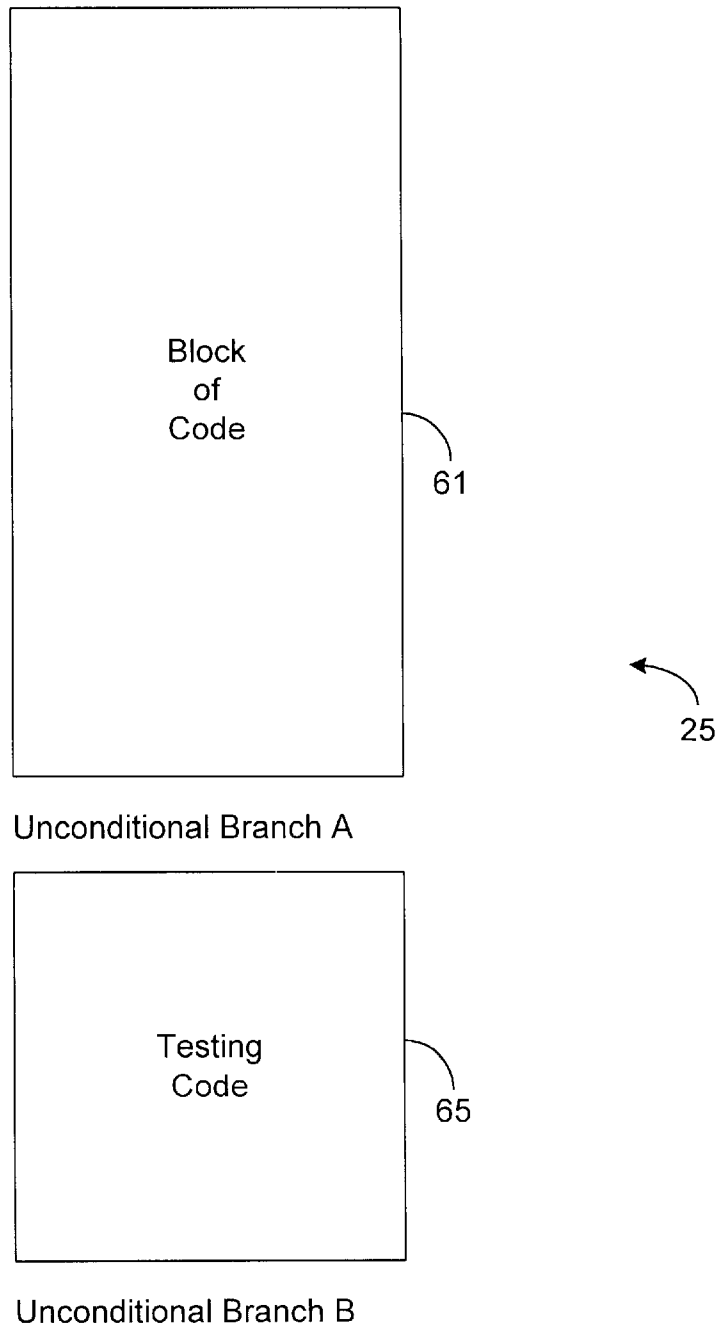 Block
of
Code
61
25
Unconditional Branch A
Testing
Code
65
Unconditional Branch B